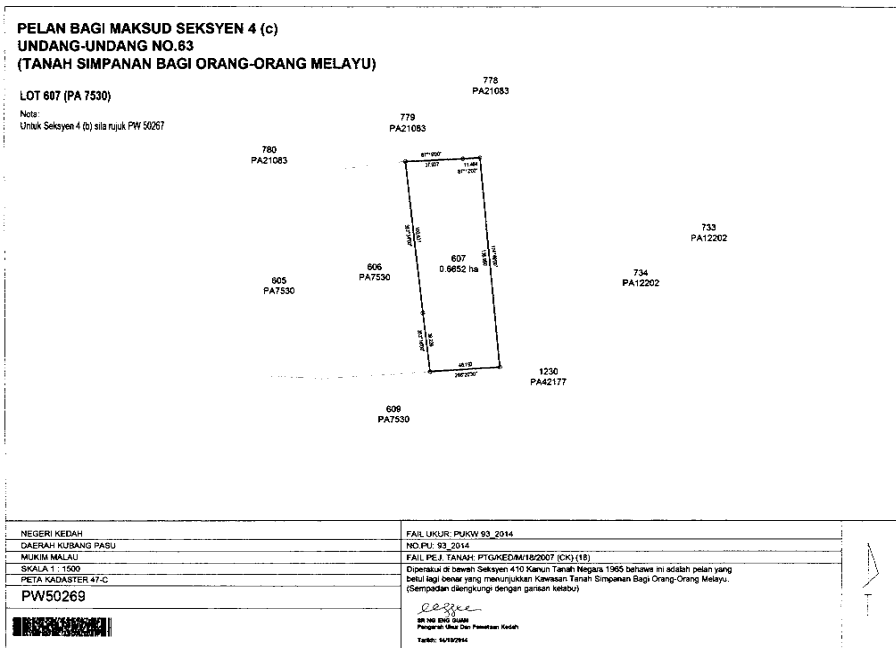 PELAN BAGI MAKSUD SEKSYEN 4 (c)
UNDANG-UNDANG NO.63
(TANAH SIMPANAN BAGI ORANG-ORANG MELAYU)
LOT 607 (PA 7530)
Nota:
Untuk Seksyen 4 (b) sila rujuk PW 50267
778
PA21083
779
PA21083
780
PA21083
733
PA12202
607
0.6652 ha
606
PA7530
734
PA12202
605
PA7530
1230
PA42177
609
PA7530
NEGERI KEDAH
DAERAH KUBANG PASU
MUKIM MALAU
SKALA 1 : 1500
PETA KADASTER 47-C
PW50269
FAIL UKUR: PUKW 93_2014
NO.PU: 93_2014
FAIL PEJ. TANAH: PTG/KED/M/18/2007 (CK) (18)
Diperakui di bawah Seksyen 410 Kanun Tanah Negara 1965 bahawa ini adalah pelan yang
betul lagi benar yang menunjukkan Kawasan Tanah Simpanan Bagi Orang-Orang Melayu.
(Sempadan dilengkungi dengan garisan kelabu)
SR NG ENG GUAN
Pengarah Ukur Dan Pemetaan Kedah
Tarikh: